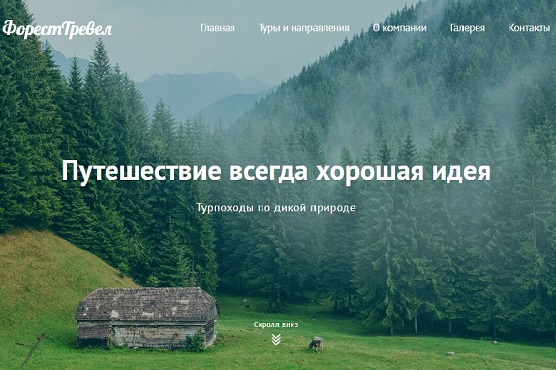 ФорестТревел
Главная Туры и направления О компании Галерея Контакты
Путешествие всегда хорошая идея
Турпоходы по дикой природе
Скролл вниз